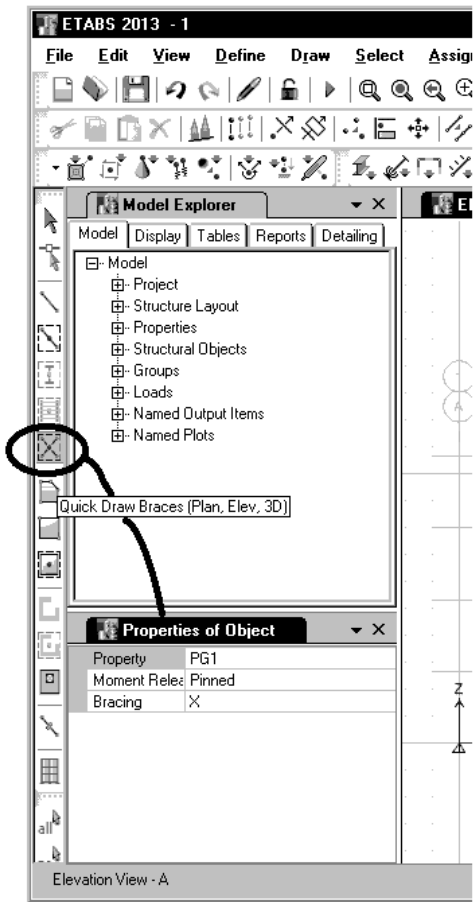 ETABS 2013 - 1
File Edit View Define Draw Select Assig
Model Explorer
Model Display Tables Reports Detailing
Model
Project
Structure Layout
Properties
Structural Objects
Groups
Loads
Named Output Items
Named Plots
Quick Draw Braces (Plan, Elev, 3D)
Properties of Object
Property PG1
Moment Relea Pinned
Bracing X
A
Z
all
Elevation View - A